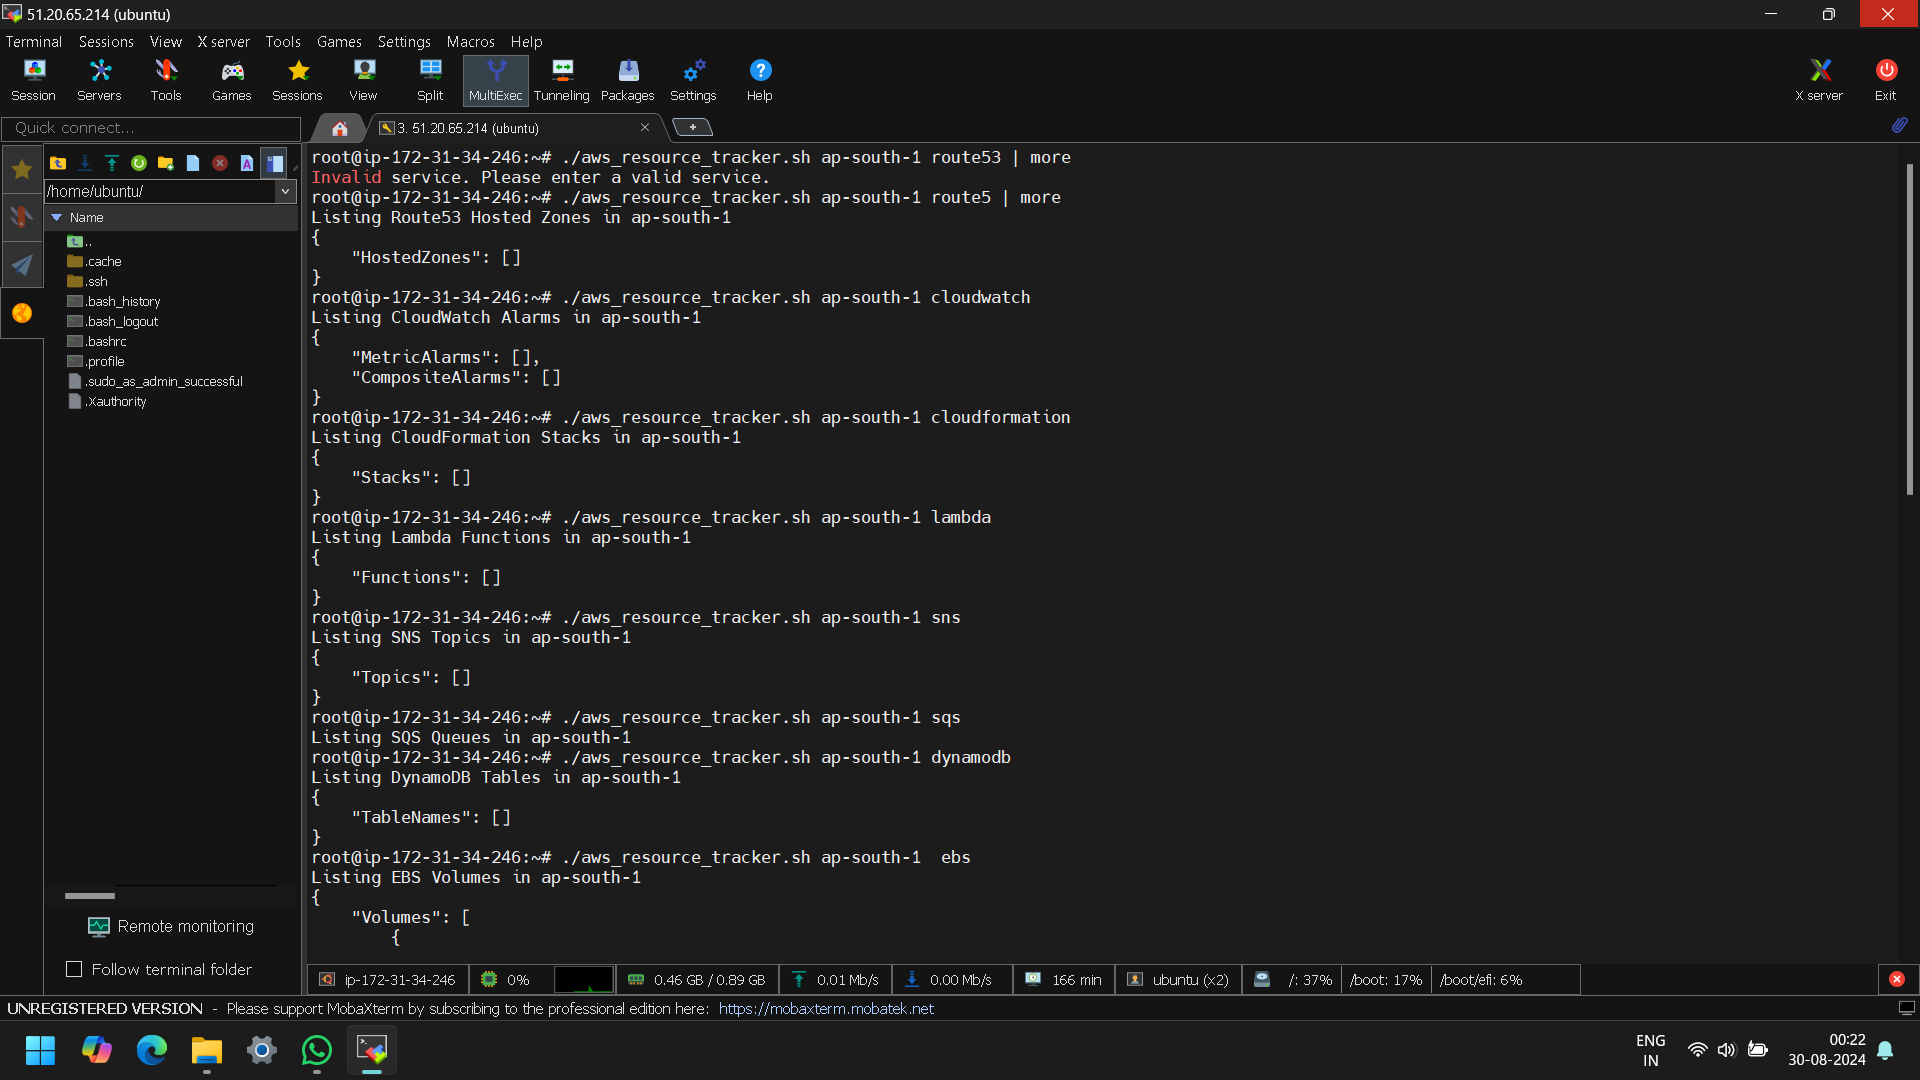 51.20.65.214 (ubuntu)
Terminal Sessions View X server Tools Games Settings Macros Help
Session Servers Tools Games Sessions View Split MultiExec Tunneling Packages Settings Help X server Exit
Quick connect...
3. 51.20.65.214 (ubuntu)
/home/ubuntu/
Name
..
.cache
.ssh
.bash_history
.bash_logout
.bashrc
.profile
.sudo_as_admin_successful
.Xauthority
Remote monitoring
Follow terminal folder
root@ip-172-31-34-246:~# ./aws_resource_tracker.sh ap-south-1 route53 | more
Invalid service. Please enter a valid service.
root@ip-172-31-34-246:~# ./aws_resource_tracker.sh ap-south-1 route5 | more
Listing Route53 Hosted Zones in ap-south-1
{
    "HostedZones": []
}
root@ip-172-31-34-246:~# ./aws_resource_tracker.sh ap-south-1 cloudwatch
Listing CloudWatch Alarms in ap-south-1
{
    "MetricAlarms": [],
    "CompositeAlarms": []
}
root@ip-172-31-34-246:~# ./aws_resource_tracker.sh ap-south-1 cloudformation
Listing CloudFormation Stacks in ap-south-1
{
    "Stacks": []
}
root@ip-172-31-34-246:~# ./aws_resource_tracker.sh ap-south-1 lambda
Listing Lambda Functions in ap-south-1
{
    "Functions": []
}
root@ip-172-31-34-246:~# ./aws_resource_tracker.sh ap-south-1 sns
Listing SNS Topics in ap-south-1
{
    "Topics": []
}
root@ip-172-31-34-246:~# ./aws_resource_tracker.sh ap-south-1 sqs
Listing SQS Queues in ap-south-1
root@ip-172-31-34-246:~# ./aws_resource_tracker.sh ap-south-1 dynamodb
Listing DynamoDB Tables in ap-south-1
{
    "TableNames": []
}
root@ip-172-31-34-246:~# ./aws_resource_tracker.sh ap-south-1  ebs
Listing EBS Volumes in ap-south-1
{
    "Volumes": [
        {
ip-172-31-34-246 0% 0.46 GB / 0.89 GB 0.01 Mb/s 0.00 Mb/s 166 min ubuntu (x2) /: 37% /boot: 17% /boot/efi: 6%
UNREGISTERED VERSION - Please support MobaXterm by subscribing to the professional edition here: https://mobaxterm.mobatek.net
ENG
IN
00:22
30-08-2024